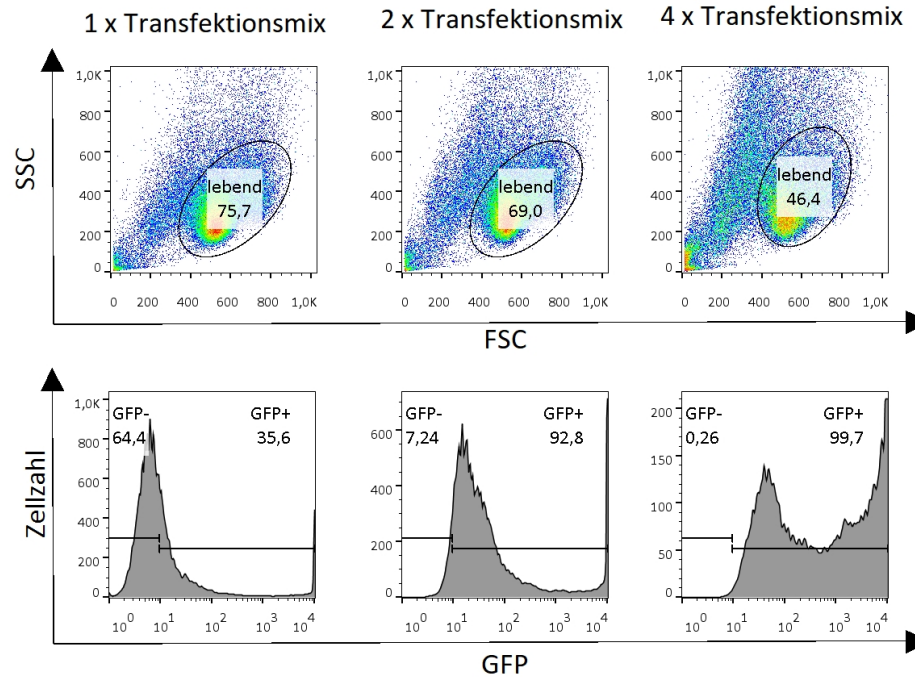 1 x Transfektionsmix 2 x Transfektionsmix 4 x Transfektionsmix
SSC
1,0K 1,0K 1,0K
800 800 800
600 600 600
400 400 400
200 200 200
0 0 0
lebend lebend lebend
75,7 69,0 46,4
0 200 400 600 800 1,0K 0 200 400 600 800 1,0K 0 200 400 600 800 1,0K
FSC
Zellzahl
1,0K
800 600 200
600 400 150
400 200 100
200 0 50
0 0
GFP- GFP+ GFP- GFP+ GFP- GFP+
64,4 35,6 7,24 92,8 0,26 99,7
10⁰ 10¹ 10² 10³ 10⁴ 10⁰ 10¹ 10² 10³ 10⁴ 10⁰ 10¹ 10² 10³ 10⁴
GFP